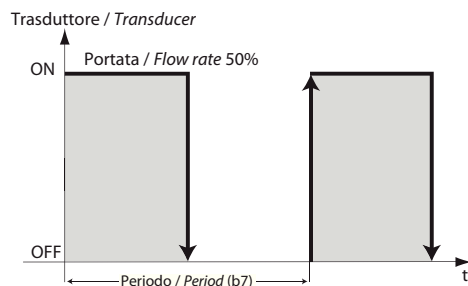 Trasduttore / Transducer
Portata / Flow rate 50%
ON
OFF
t
Periodo / Period (b7)